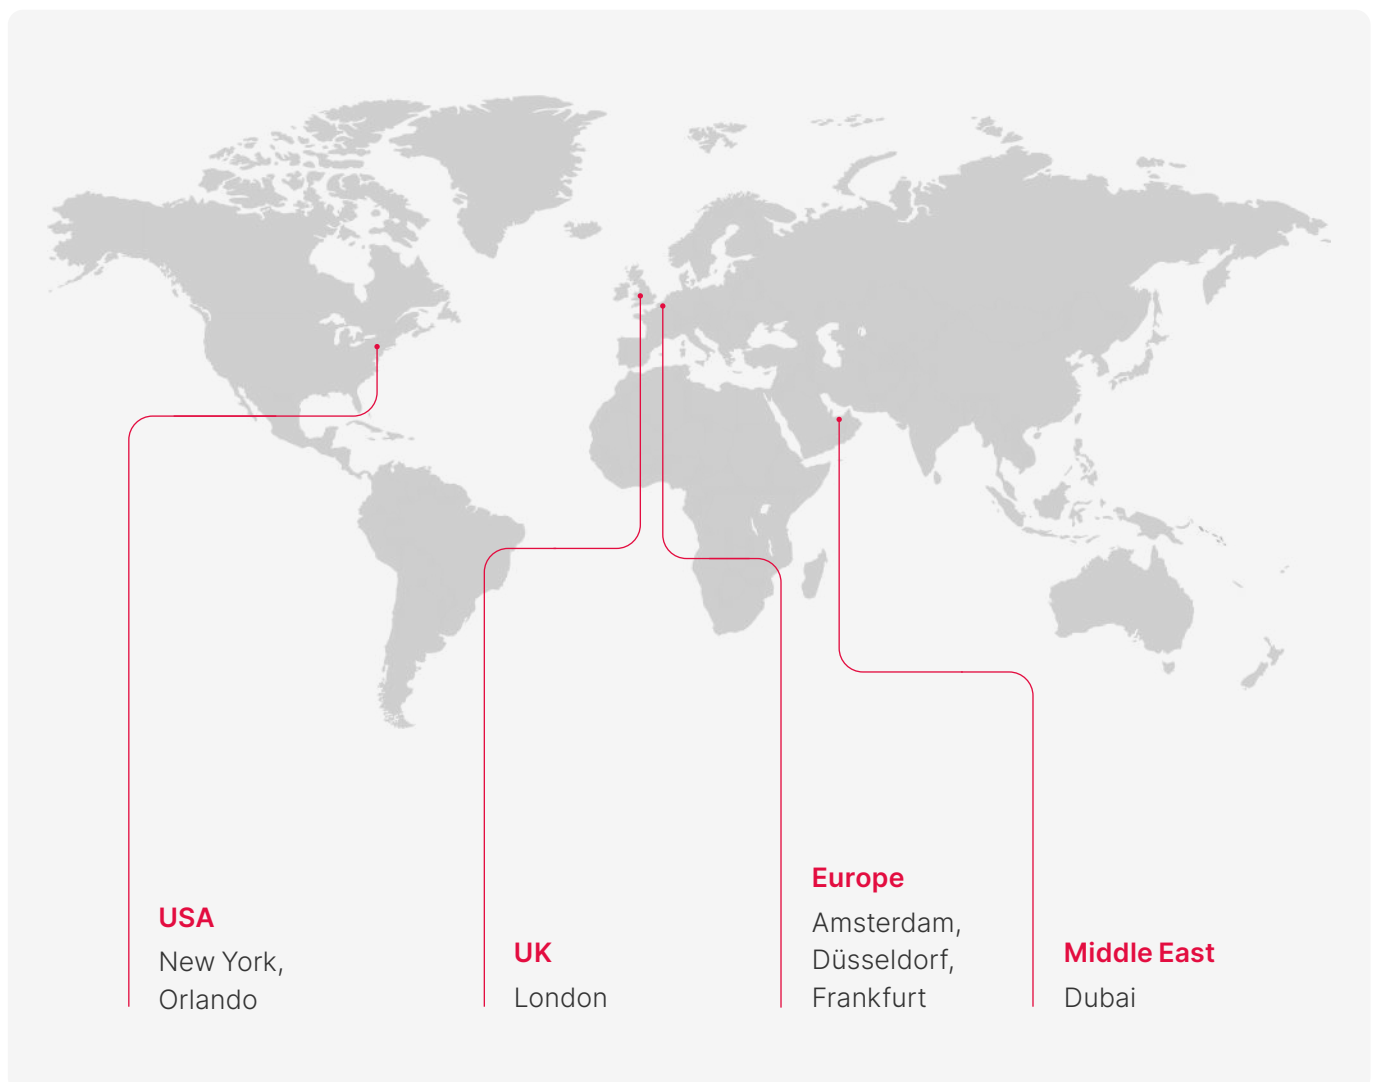 USA
New York,
Orlando
UK
London
Europe
Amsterdam,
Düsseldorf,
Frankfurt
Middle East
Dubai